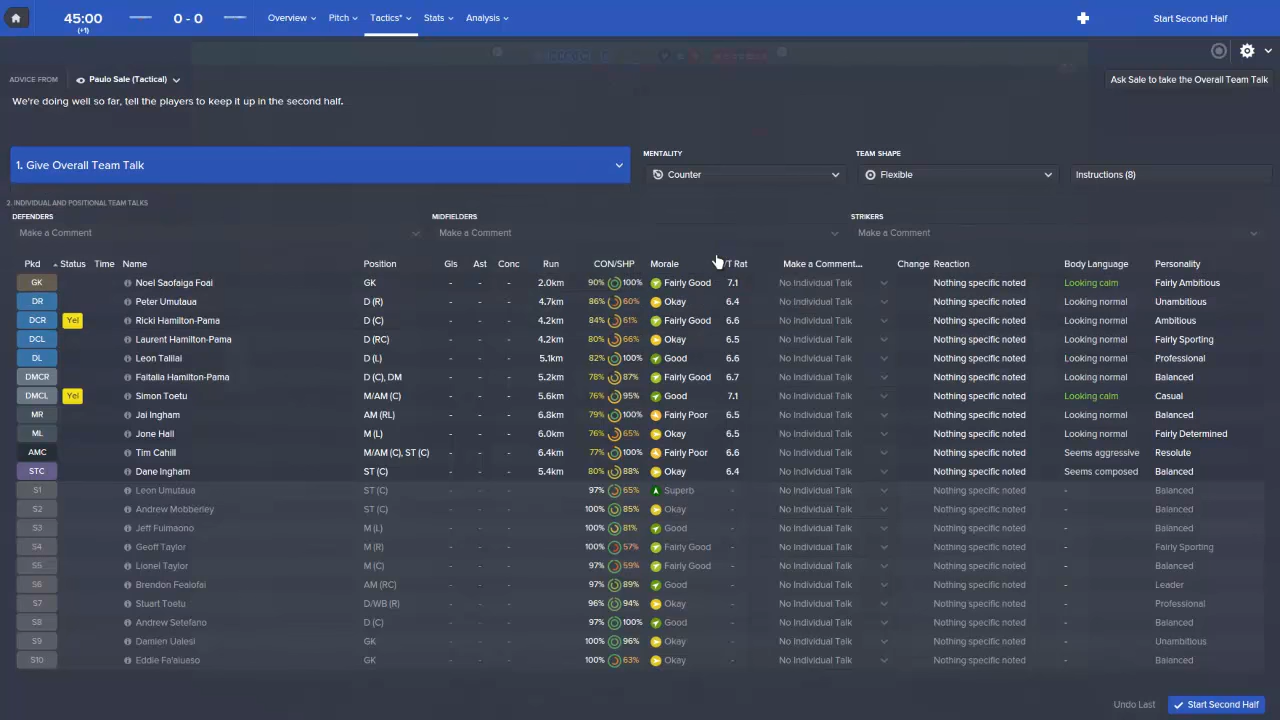 45:00 0 - 0 Overview Pitch Tactics* Stats Analysis Start Second Half
(+1)
ADVICE FROM Paulo Sale (Tactical) Ask Sale to take the Overall Team Talk
We're doing well so far, tell the players to keep it up in the second half.
MENTALITY TEAM SHAPE
1. Give Overall Team Talk Counter Flexible Instructions (8)
2. INDIVIDUAL AND POSITIONAL TEAM TALKS
DEFENDERS MIDFIELDERS STRIKERS
Make a Comment Make a Comment Make a Comment
Pkd Status Time Name Position Gls Ast Conc Run CON/SHP Morale /T Rat Make a Comment... Change Reaction Body Language Personality
GK Noel Saofaiga Foai GK - - - 2.0km 90% 100% Fairly Good 7.1 No Individual Talk Nothing specific noted Looking calm Fairly Ambitious
DR Peter Umutaua D (R) - - - 4.7km 86% 60% Okay 6.4 No Individual Talk Nothing specific noted Looking normal Unambitious
DCR Yel Ricki Hamilton-Pama D (C) - - - 4.2km 84% 61% Fairly Good 6.6 No Individual Talk Nothing specific noted Looking normal Ambitious
DCL Laurent Hamilton-Pama D (RC) - - - 4.2km 80% 66% Okay 6.5 No Individual Talk Nothing specific noted Looking normal Fairly Sporting
DL Leon Talilai D (L) - - - 5.1km 82% 100% Good 6.6 No Individual Talk Nothing specific noted Looking normal Professional
DMCR Faitalia Hamilton-Pama D (C), DM - - - 5.2km 78% 87% Fairly Good 6.7 No Individual Talk Nothing specific noted Looking normal Balanced
DMCL Yel Simon Toetu M/AM (C) - - - 5.6km 76% 95% Good 7.1 No Individual Talk Nothing specific noted Looking calm Casual
MR Jai Ingham AM (RL) - - - 6.8km 79% 100% Fairly Poor 6.5 No Individual Talk Nothing specific noted Looking normal Balanced
ML Jone Hall M (L) - - - 6.0km 76% 65% Okay 6.5 No Individual Talk Nothing specific noted Looking normal Fairly Determined
AMC Tim Cahill M/AM (C), ST (C) - - - 6.4km 77% 100% Fairly Poor 6.6 No Individual Talk Nothing specific noted Seems aggressive Resolute
STC Dane Ingham ST (C) - - - 5.4km 80% 88% Okay 6.4 No Individual Talk Nothing specific noted Seems composed Balanced
S1 Leon Umutaua ST (C) - - - 97% 65% Superb - No Individual Talk Nothing specific noted - Balanced
S2 Andrew Mobberley ST (C) - - - 100% 85% Okay - No Individual Talk Nothing specific noted - Balanced
S3 Jeff Fuimaono M (L) - - - 100% 81% Good - No Individual Talk Nothing specific noted - Balanced
S4 Geoff Taylor M (R) - - - 100% 57% Fairly Good - No Individual Talk Nothing specific noted - Fairly Sporting
S5 Lionel Taylor M (C) - - - 97% 59% Fairly Good - No Individual Talk Nothing specific noted - Balanced
S6 Brendon Fealofai AM (RC) - - - 97% 89% Good - No Individual Talk Nothing specific noted - Leader
S7 Stuart Toetu D/WB (R) - - - 96% 94% Okay - No Individual Talk Nothing specific noted - Professional
S8 Andrew Setefano D (C) - - - 97% 100% Good - No Individual Talk Nothing specific noted - Balanced
S9 Damien Ualesi GK - - - 100% 96% Okay - No Individual Talk Nothing specific noted - Unambitious
S10 Eddie Fa'aiuaso GK - - - 100% 63% Okay - No Individual Talk Nothing specific noted - Balanced
Undo Last Start Second Half